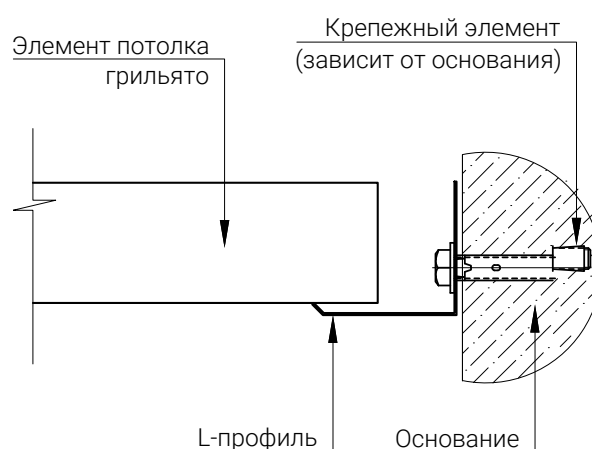 Элемент потолка
грильято
Крепежный элемент
(зависит от основания)
L-профиль
Основание